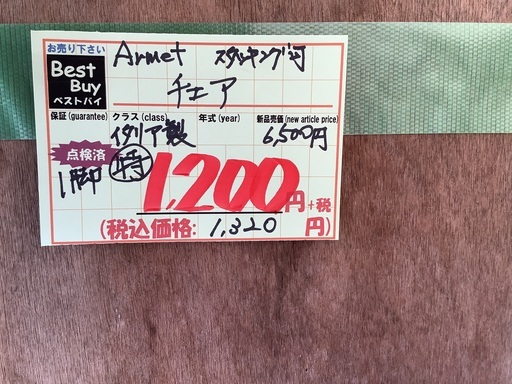 お売り下さい
Armet スタッキング可
Best Buy ベストバイ
チェア
保証(guarantee) クラス(class) 年式(year) 新品売価(new article price)
イタリア製 6,500円
点検済
1脚 特 1,200円+税
(税込価格: 1,320 円)